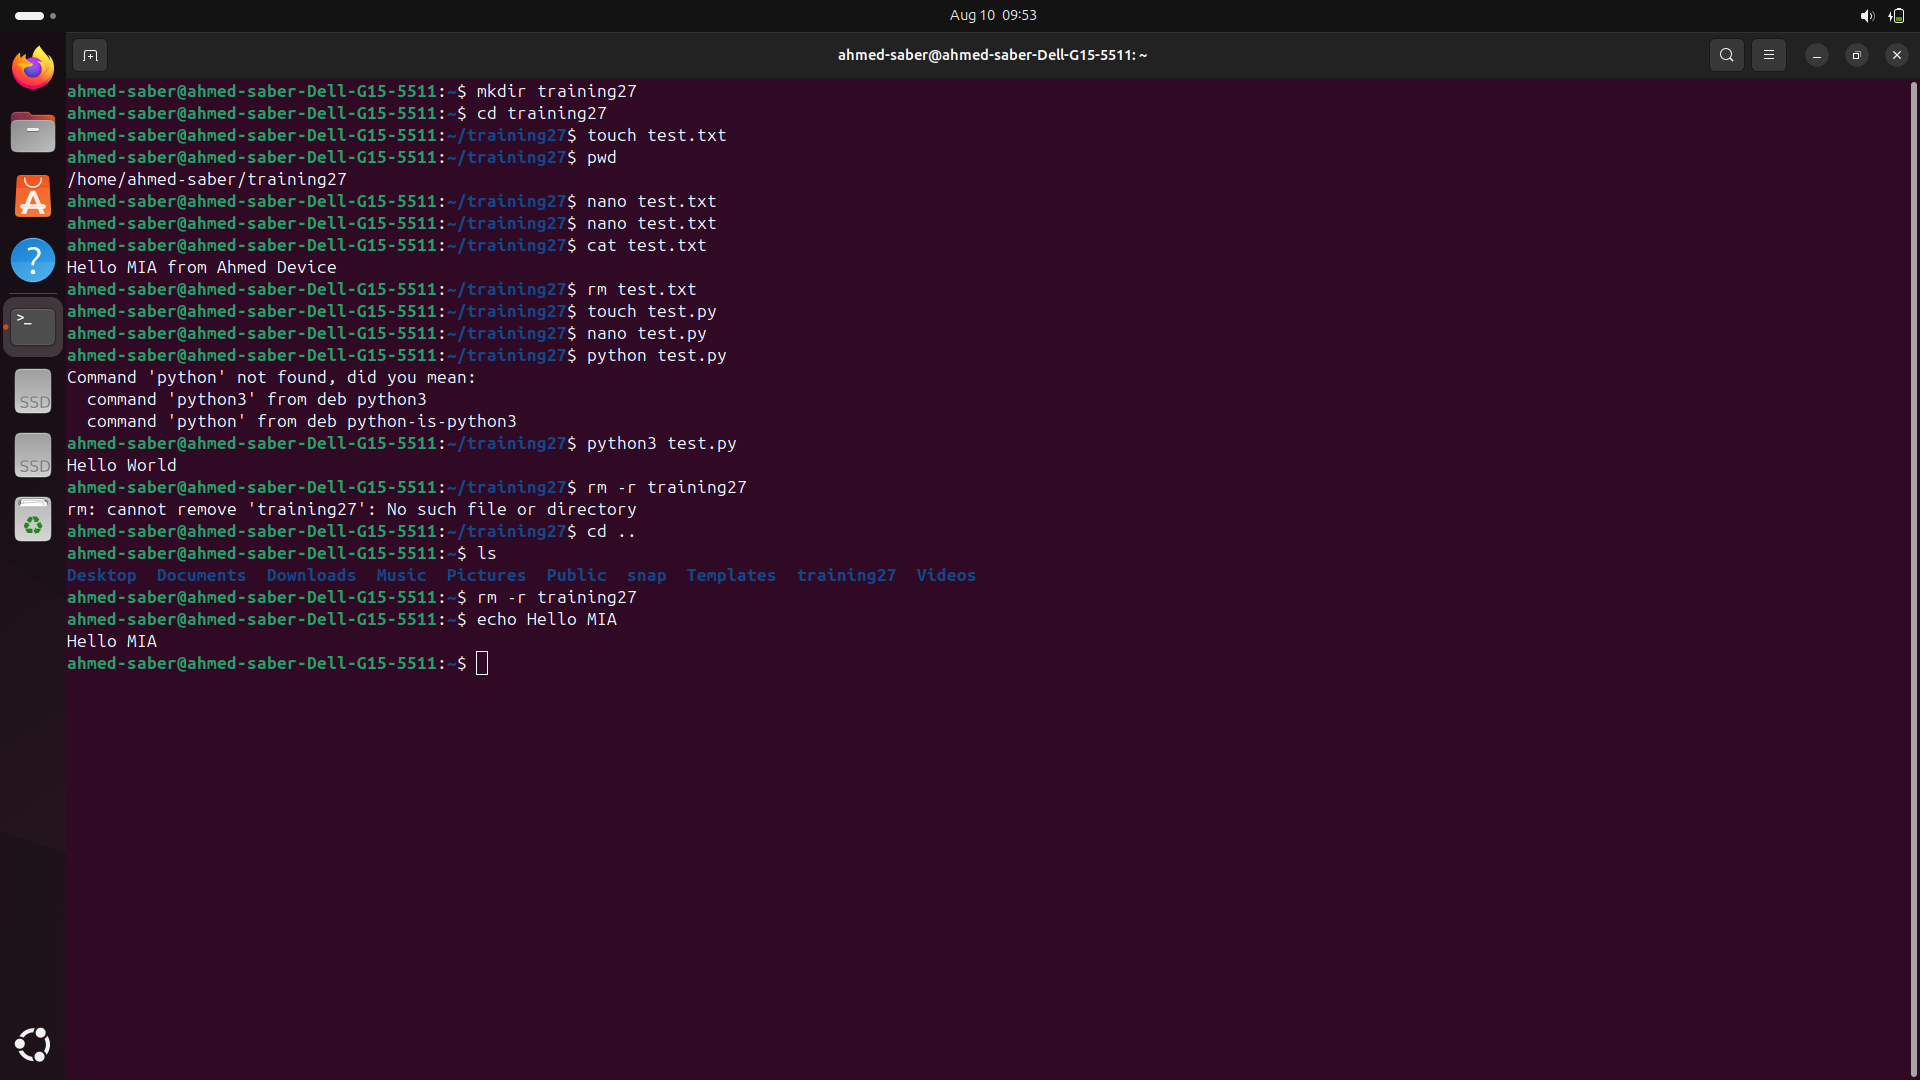 Aug 10 09:53
ahmed-saber@ahmed-saber-Dell-G15-5511: ~
ahmed-saber@ahmed-saber-Dell-G15-5511:~$ mkdir training27
ahmed-saber@ahmed-saber-Dell-G15-5511:~$ cd training27
ahmed-saber@ahmed-saber-Dell-G15-5511:~/training27$ touch test.txt
ahmed-saber@ahmed-saber-Dell-G15-5511:~/training27$ pwd
/home/ahmed-saber/training27
ahmed-saber@ahmed-saber-Dell-G15-5511:~/training27$ nano test.txt
ahmed-saber@ahmed-saber-Dell-G15-5511:~/training27$ nano test.txt
ahmed-saber@ahmed-saber-Dell-G15-5511:~/training27$ cat test.txt
Hello MIA from Ahmed Device
ahmed-saber@ahmed-saber-Dell-G15-5511:~/training27$ rm test.txt
ahmed-saber@ahmed-saber-Dell-G15-5511:~/training27$ touch test.py
ahmed-saber@ahmed-saber-Dell-G15-5511:~/training27$ nano test.py
ahmed-saber@ahmed-saber-Dell-G15-5511:~/training27$ python test.py
Command 'python' not found, did you mean:
  command 'python3' from deb python3
  command 'python' from deb python-is-python3
ahmed-saber@ahmed-saber-Dell-G15-5511:~/training27$ python3 test.py
Hello World
ahmed-saber@ahmed-saber-Dell-G15-5511:~/training27$ rm -r training27
rm: cannot remove 'training27': No such file or directory
ahmed-saber@ahmed-saber-Dell-G15-5511:~/training27$ cd ..
ahmed-saber@ahmed-saber-Dell-G15-5511:~$ ls
Desktop  Documents  Downloads  Music  Pictures  Public  snap  Templates  training27  Videos
ahmed-saber@ahmed-saber-Dell-G15-5511:~$ rm -r training27
ahmed-saber@ahmed-saber-Dell-G15-5511:~$ echo Hello MIA
Hello MIA
ahmed-saber@ahmed-saber-Dell-G15-5511:~$
SSD
SSD